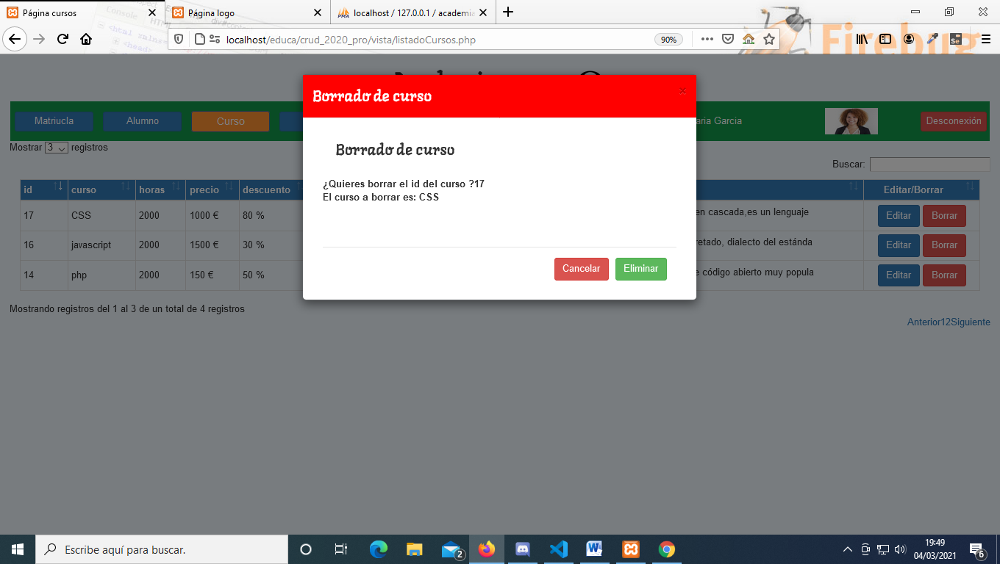 Página cursos
Página logo
localhost / 127.0.0.1 / academia
localhost/educa/crud_2020_pro/vista/listadoCursos.php
90%
Firebug
Borrado de curso
×
Matriucla
Alumno
Curso
aria Garcia
Desconexión
Mostrar 3 registros
Buscar:
Borrado de curso
¿Quieres borrar el id del curso ?17
El curso a borrar es: CSS
Cancelar
Eliminar
id curso horas precio descuento Editar/Borrar
17 CSS 2000 1000 € 80 % en cascada,es un lenguaje Editar Borrar
16 javascript 2000 1500 € 30 % retado, dialecto del estánda Editar Borrar
14 php 2000 150 € 50 % código abierto muy popula Editar Borrar
Mostrando registros del 1 al 3 de un total de 4 registros
Anterior12Siguiente
Escribe aquí para buscar.
2
19:49
04/03/2021
6